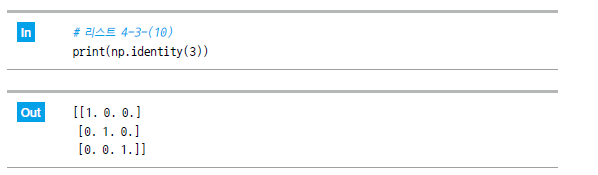 In
# 리스트 4-3-(10)
print(np.identity(3))
Out
[[1. 0. 0.]
[0. 1. 0.]
[0. 0. 1.]]